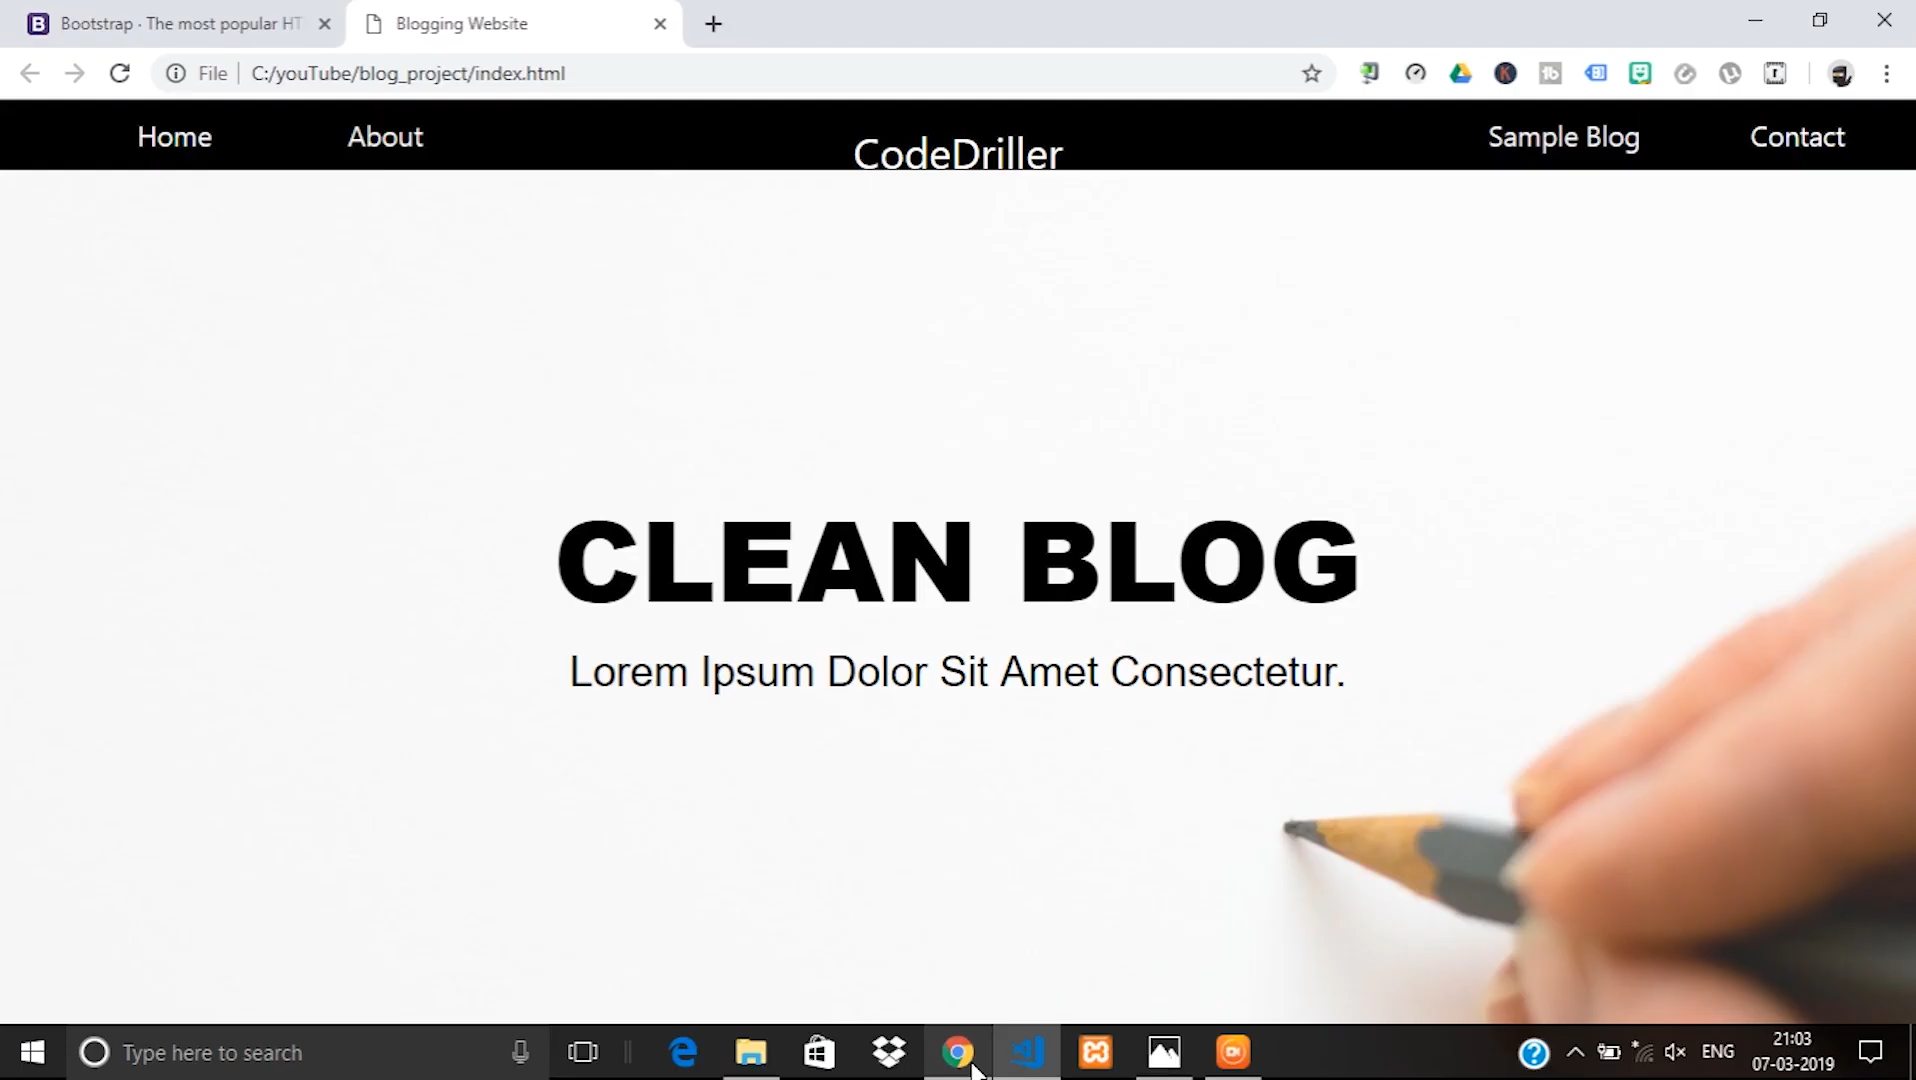 Bootstrap · The most popular HT
Blogging Website
File
C:/youTube/blog_project/index.html
Home
About
CodeDriller
Sample Blog
Contact
CLEAN BLOG
Lorem Ipsum Dolor Sit Amet Consectetur.
Type here to search
ENG
21:03
07-03-2019